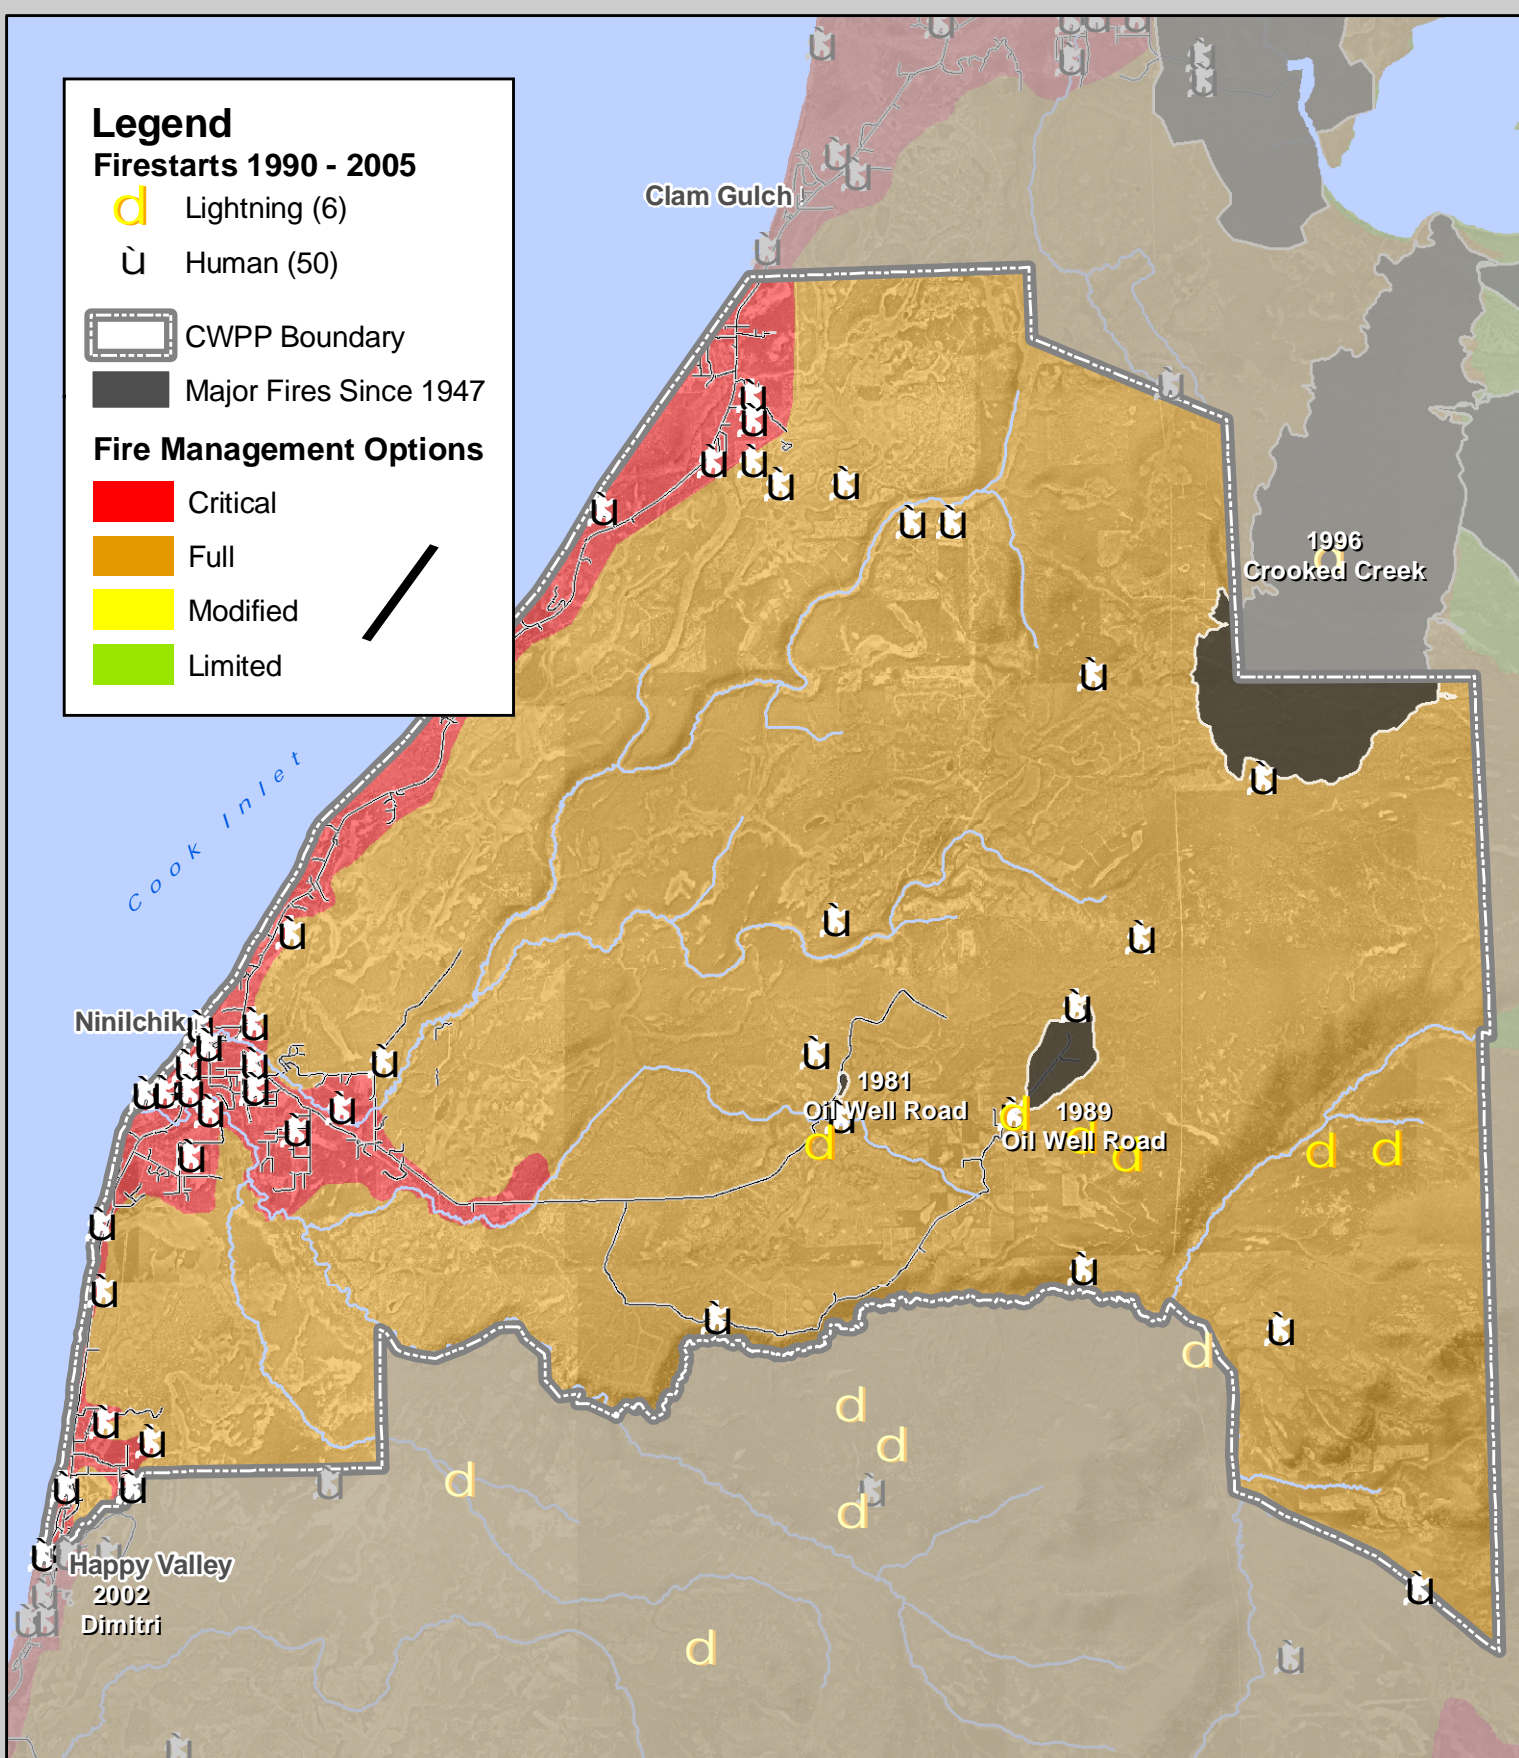 Legend
Firestarts 1990 - 2005
d Lightning (6)
ù Human (50)
CWPP Boundary
Major Fires Since 1947
Fire Management Options
Critical
Full
Modified
Limited
Clam Gulch
1996
Crooked Creek
Cook Inlet
Ninilchik
1981
Oil Well Road
1989
Oil Well Road
Happy Valley
2002
Dimitri